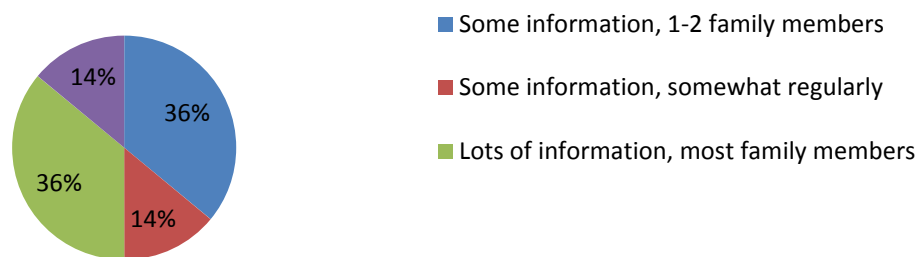 Some information, 1-2 family members
14%
36%
Some information, somewhat regularly
Lots of information, most family members
36%
14%